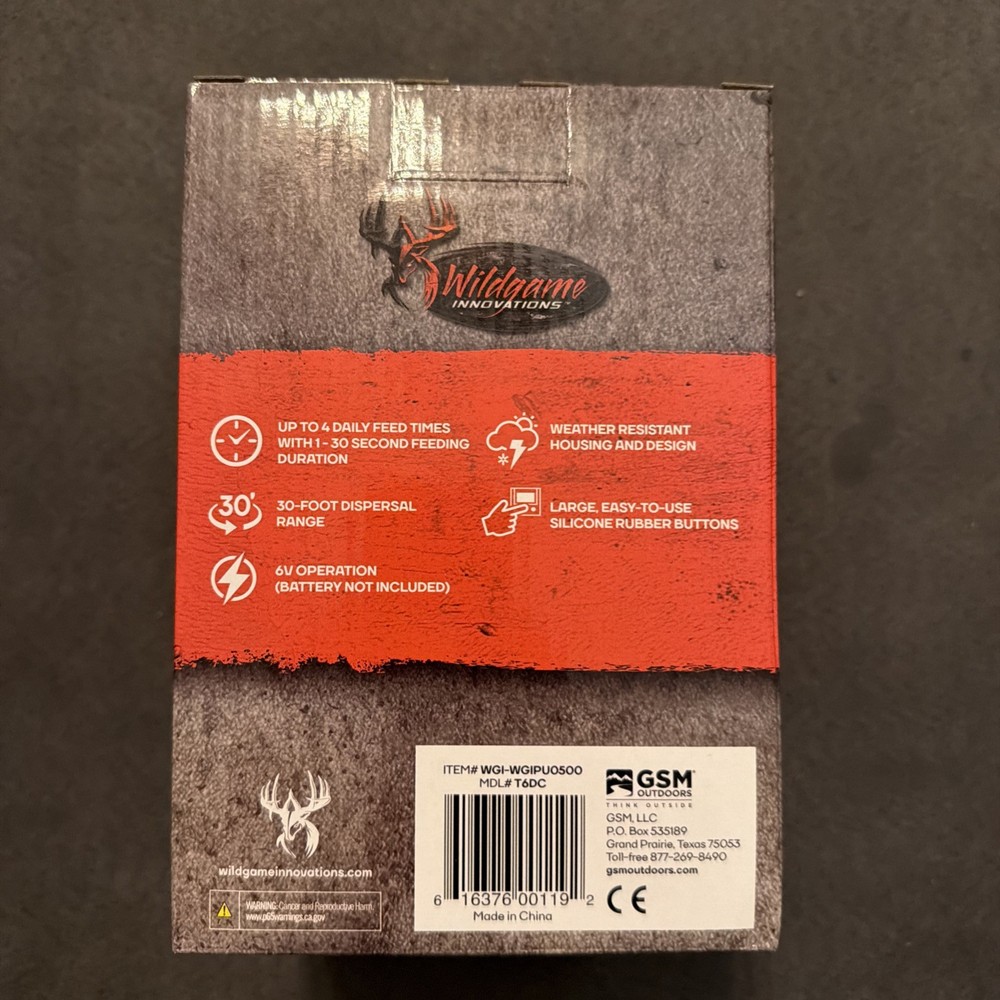 Wildgame
INNOVATIONS™
UP TO 4 DAILY FEED TIMES
WITH 1 - 30 SECOND FEEDING
DURATION
WEATHER RESISTANT
HOUSING AND DESIGN
30'
30-FOOT DISPERSAL
RANGE
LARGE, EASY-TO-USE
SILICONE RUBBER BUTTONS
6V OPERATION
(BATTERY NOT INCLUDED)
wildgameinnovations.com
WARNING: Cancer and Reproductive Harm
www.p65warnings.ca.gov
ITEM# WGI-WGIPU0500
MDL# T6DC
6 16376 00119 2
Made in China
GSM
OUTDOORS
THINK OUTSIDE
GSM, LLC
P.O. Box 535189
Grand Prairie, Texas 75053
Toll-free 877-269-8490
gsmoutdoors.com
CE